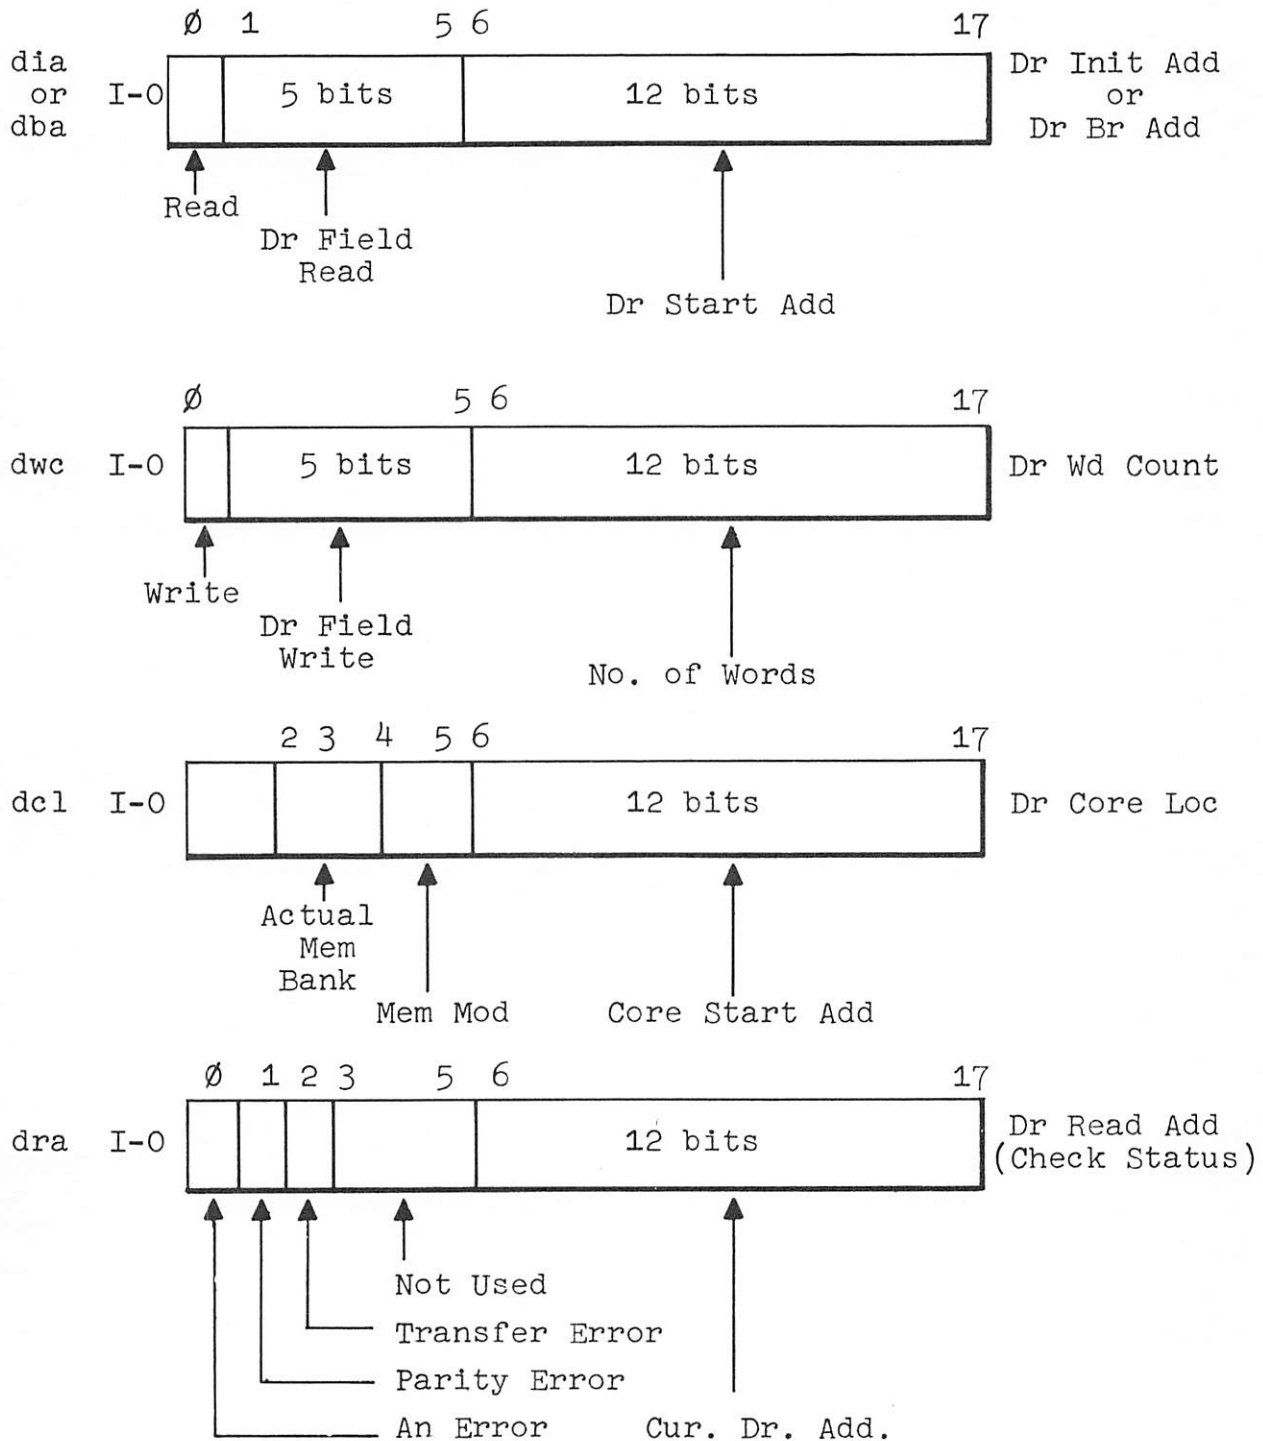 Ø 1 5 6 17
dia
or
dba
I-O
5 bits
12 bits
Dr Init Add
or
Dr Br Add
Read
Dr Field
Read
Dr Start Add
Ø 5 6 17
dwc I-O 5 bits 12 bits Dr Wd Count
Write
Dr Field
Write
No. of Words
2 3 4 5 6 17
dcl I-O 12 bits Dr Core Loc
Actual
Mem
Bank
Mem Mod
Core Start Add
Ø 1 2 3 5 6 17
dra I-O 12 bits
Dr Read Add
(Check Status)
Not Used
Transfer Error
Parity Error
An Error
Cur. Dr. Add.